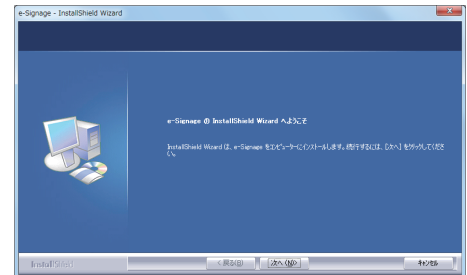 e-Signage - InstallShield Wizard
e-Signage の InstallShield Wizard へようこそ
InstallShield Wizard は、e-Signage をコンピューターにインストールします。続行するには、[次へ] をクリックしてくださ
い。
InstallShield
< 戻る(B)
次へ(N)>
キャンセル